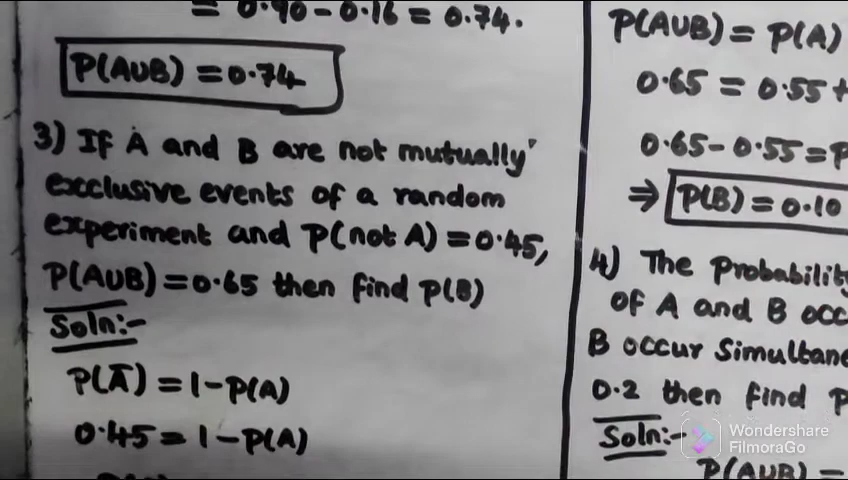 = 0.90 - 0.16 = 0.74.
P(AUB) = 0.74
3) If A and B are not mutually
exclusive events of a random
experiment and P(not A) = 0.45,
P(AUB) = 0.65 then find P(B)
Soln:-
P(A̅) = 1 - P(A)
0.45 = 1 - P(A)
P(AUB) = P(A)
0.65 = 0.55 +
0.65 - 0.55 = P
⇒ P(B) = 0.10
4) The Probability
of A and B occ
B occur Simultane
0.2 then find P
Soln:-
P(AUB) =
Wondershare
FilmoraGo